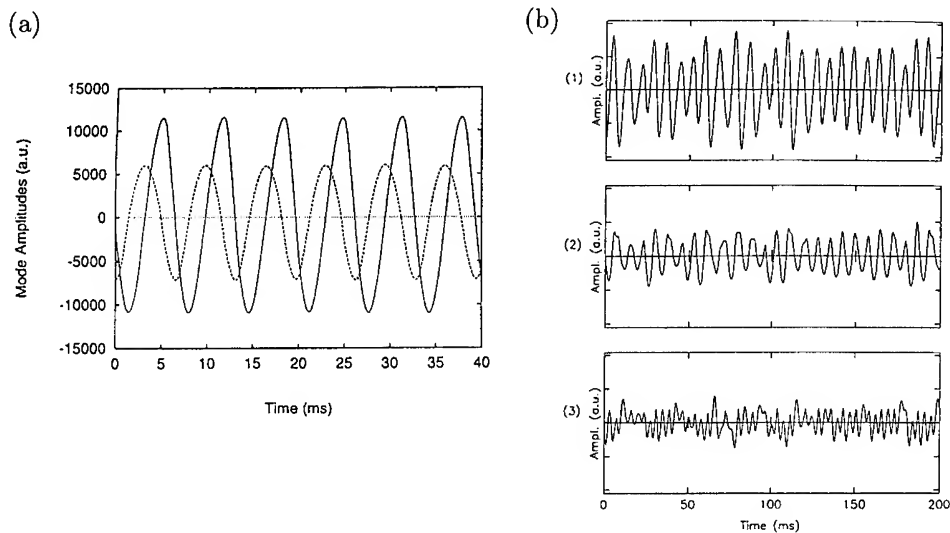 (a)
15000
10000
5000
0
-5000
-10000
-15000
Mode Amplitudes (a.u.)
0 5 10 15 20 25 30 35 40
Time (ms)
(b)
(1)
Ampl. (a.u.)
(2)
Ampl. (a.u.)
(3)
Ampl. (a.u.)
0 50 100 150 200
Time (ms)